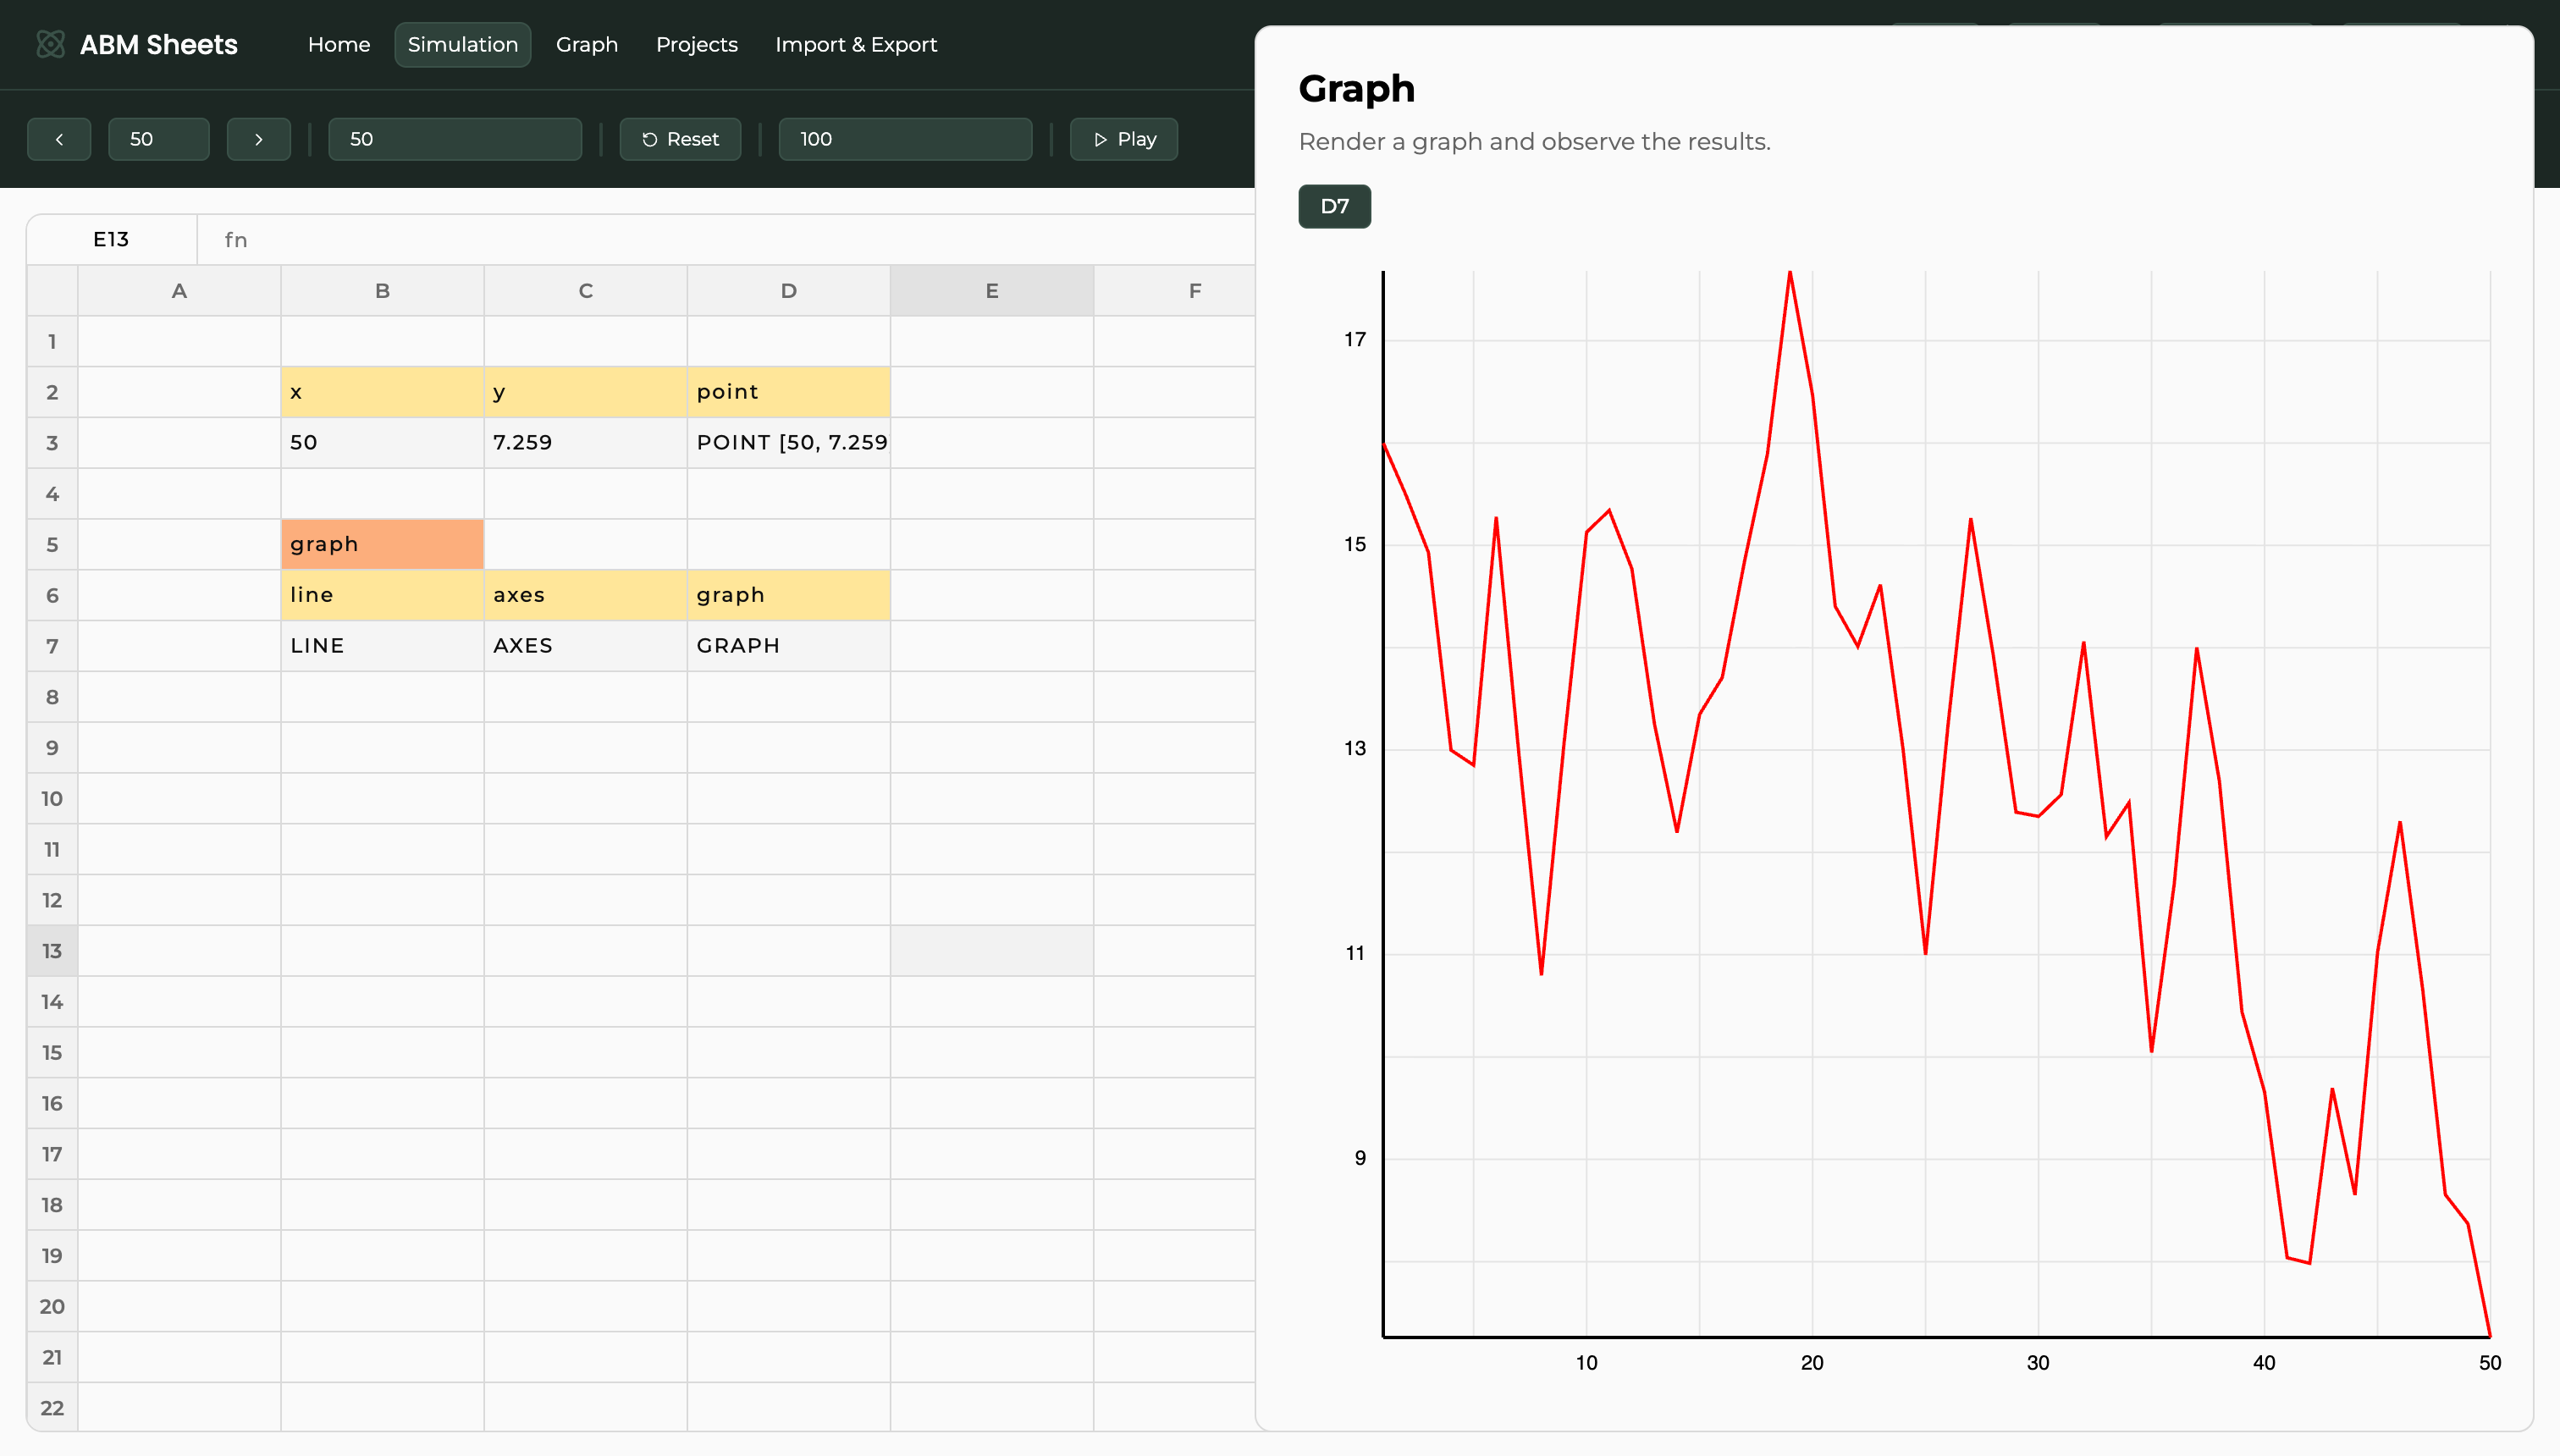 ABM Sheets
Home Simulation Graph Projects Import & Export
50 50 Reset 100 Play
E13 fn
A B C D E F
1
2 x y point
3 50 7.259 POINT [50, 7.259
4
5 graph
6 line axes graph
7 LINE AXES GRAPH
8
9
10
11
12
13
14
15
16
17
18
19
20
21
22
Graph
Render a graph and observe the results.
D7
17
15
13
11
9
10 20 30 40 50